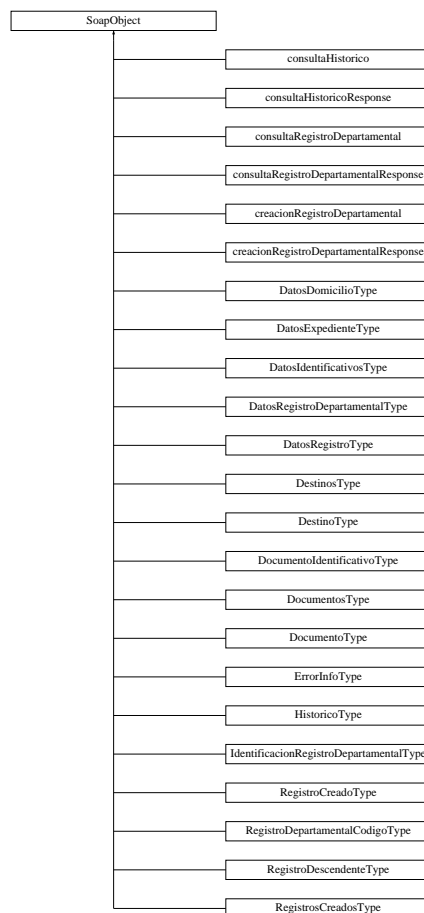 SoapObject
consultaHistorico
consultaHistoricoResponse
consultaRegistroDepartamental
consultaRegistroDepartamentalResponse
creacionRegistroDepartamental
creacionRegistroDepartamentalResponse
DatosDomicilioType
DatosExpedienteType
DatosIdentificativosType
DatosRegistroDepartamentalType
DatosRegistroType
DestinosType
DestinoType
DocumentoIdentificativoType
DocumentosType
DocumentoType
ErrorInfoType
HistoricoType
IdentificacionRegistroDepartamentalType
RegistroCreadoType
RegistroDepartamentalCodigoType
RegistroDescendenteType
RegistrosCreadosType